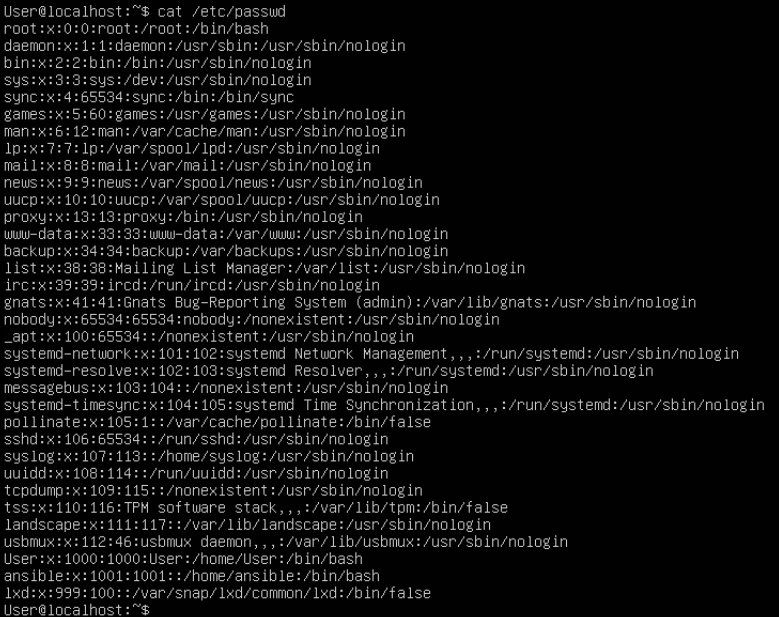 User@localhost:~$ cat /etc/passwd
root:x:0:0:root:/root:/bin/bash
daemon:x:1:1:daemon:/usr/sbin:/usr/sbin/nologin
bin:x:2:2:bin:/bin:/usr/sbin/nologin
sys:x:3:3:sys:/dev:/usr/sbin/nologin
sync:x:4:65534:sync:/bin:/bin/sync
games:x:5:60:games:/usr/games:/usr/sbin/nologin
man:x:6:12:man:/var/cache/man:/usr/sbin/nologin
lp:x:7:7:lp:/var/spool/lpd:/usr/sbin/nologin
mail:x:8:8:mail:/var/mail:/usr/sbin/nologin
news:x:9:9:news:/var/spool/news:/usr/sbin/nologin
uucp:x:10:10:uucp:/var/spool/uucp:/usr/sbin/nologin
proxy:x:13:13:proxy:/bin:/usr/sbin/nologin
www-data:x:33:33:www-data:/var/www:/usr/sbin/nologin
backup:x:34:34:backup:/var/backups:/usr/sbin/nologin
list:x:38:38:Mailing List Manager:/var/list:/usr/sbin/nologin
irc:x:39:39:ircd:/run/ircd:/usr/sbin/nologin
gnats:x:41:41:Gnats Bug-Reporting System (admin):/var/lib/gnats:/usr/sbin/nologin
nobody:x:65534:65534:nobody:/nonexistent:/usr/sbin/nologin
_apt:x:100:65534::/nonexistent:/usr/sbin/nologin
systemd-network:x:101:102:systemd Network Management,,,:/run/systemd:/usr/sbin/nologin
systemd-resolve:x:102:103:systemd Resolver,,,:/run/systemd:/usr/sbin/nologin
messagebus:x:103:104::/nonexistent:/usr/sbin/nologin
systemd-timesync:x:104:105:systemd Time Synchronization,,,:/run/systemd:/usr/sbin/nologin
pollinate:x:105:1::/var/cache/pollinate:/bin/false
sshd:x:106:65534::/run/sshd:/usr/sbin/nologin
syslog:x:107:113::/home/syslog:/usr/sbin/nologin
uuidd:x:108:114::/run/uuidd:/usr/sbin/nologin
tcpdump:x:109:115::/nonexistent:/usr/sbin/nologin
tss:x:110:116:TPM software stack,,,:/var/lib/tpm:/bin/false
landscape:x:111:117::/var/lib/landscape:/usr/sbin/nologin
usbmux:x:112:46:usbmux daemon,,,:/var/lib/usbmux:/usr/sbin/nologin
User:x:1000:1000:User:/home/User:/bin/bash
ansible:x:1001:1001::/home/ansible:/bin/bash
lxd:x:999:100::/var/snap/lxd/common/lxd:/bin/false
User@localhost:~$